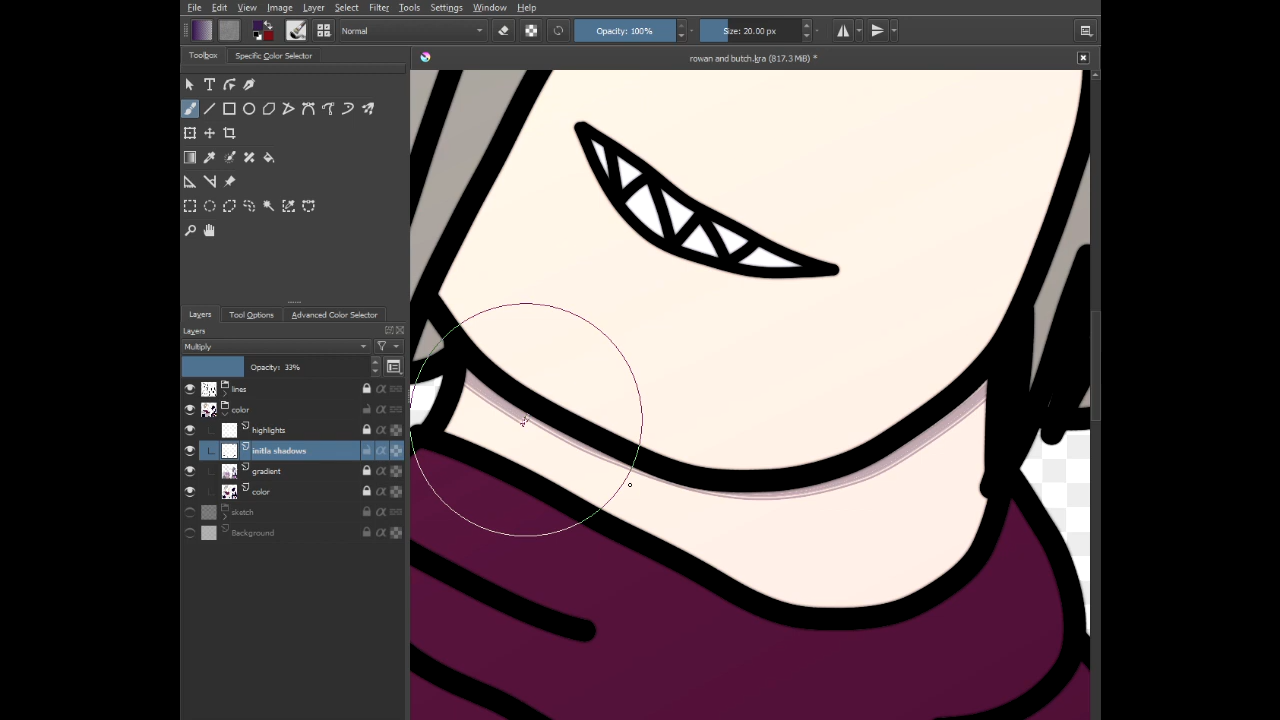 File Edit View Image Layer Select Filter Tools Settings Window Help
Normal Opacity: 100% Size: 20.00 px
Toolbox Specific Color Selector rowan and butch.kra (817.3 MiB) *
Layers Tool Options Advanced Color Selector
Layers
Multiply
Opacity: 33%
lines
color
highlights
initla shadows
gradient
color
sketch
Background